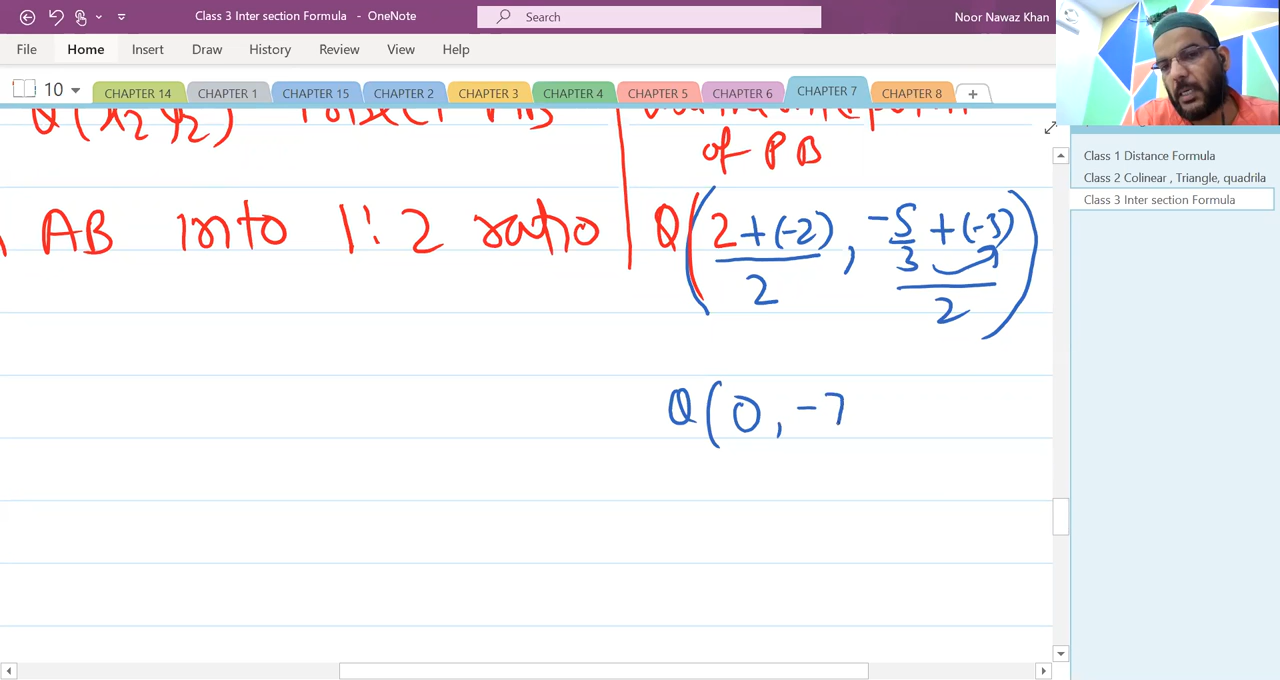 Class 3 Inter section Formula - OneNote
Search
Noor Nawaz Khan
File Home Insert Draw History Review View Help
10 CHAPTER 14 CHAPTER 1 CHAPTER 15 CHAPTER 2 CHAPTER 3 CHAPTER 4 CHAPTER 5 CHAPTER 6 CHAPTER 7 CHAPTER 8 +
Class 1 Distance Formula
Class 2 Colinear , Triangle, quadrila
Class 3 Inter section Formula
Q(x2 y2)
of PB
AB into 1:2 ratio
Q((2+(-2))/2, (-5/3+(-3))/2)
Q(0, -7